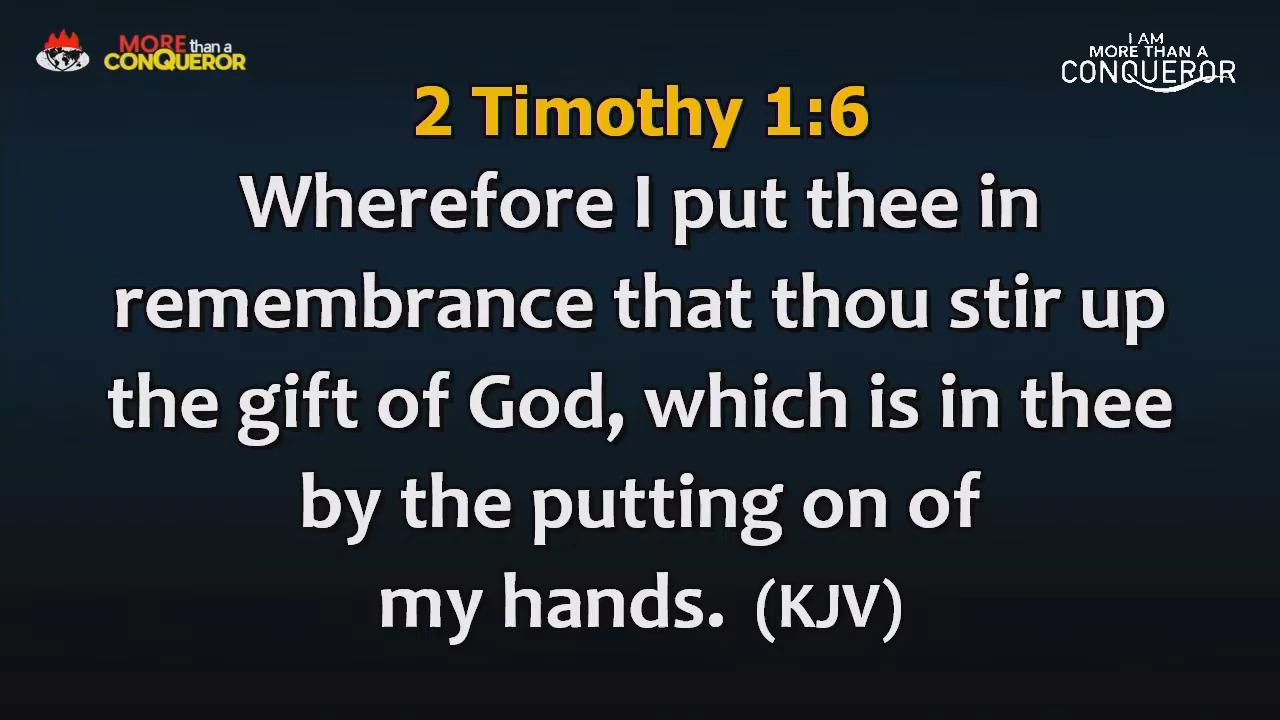 MORE than a
CONQUEROR
I AM
MORE THAN A
CONQUEROR
2 Timothy 1:6
Wherefore I put thee in
remembrance that thou stir up
the gift of God, which is in thee
by the putting on of
my hands. (KJV)